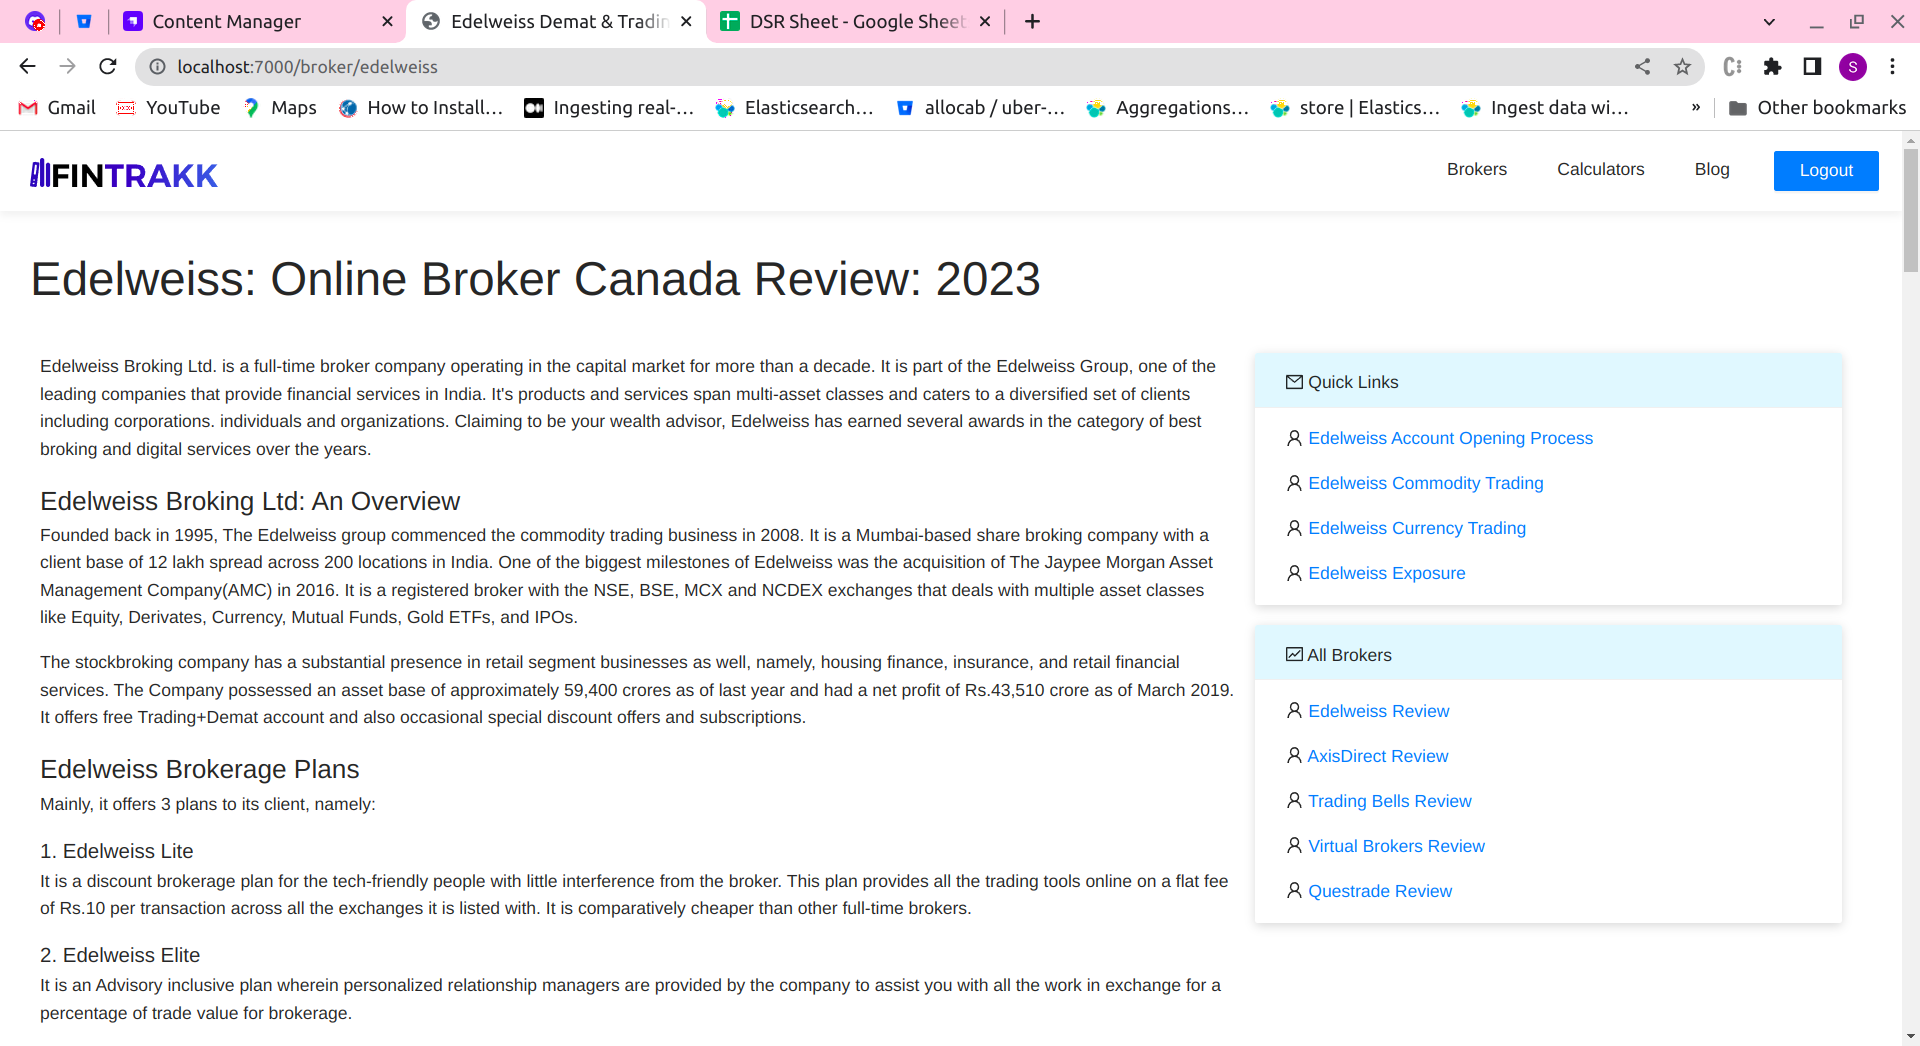 Content Manager
Edelweiss Demat & Tradin
DSR Sheet - Google Sheet
localhost:7000/broker/edelweiss
S
Gmail
YouTube
Maps
How to Install...
Ingesting real-...
Elasticsearch...
allocab / uber-...
Aggregations...
store | Elastics...
Ingest data wi...
»
Other bookmarks
FINTRAKK
Brokers
Calculators
Blog
Logout
Edelweiss: Online Broker Canada Review: 2023
Edelweiss Broking Ltd. is a full-time broker company operating in the capital market for more than a decade. It is part of the Edelweiss Group, one of the
leading companies that provide financial services in India. It's products and services span multi-asset classes and caters to a diversified set of clients
including corporations. individuals and organizations. Claiming to be your wealth advisor, Edelweiss has earned several awards in the category of best
broking and digital services over the years.
Edelweiss Broking Ltd: An Overview
Founded back in 1995, The Edelweiss group commenced the commodity trading business in 2008. It is a Mumbai-based share broking company with a
client base of 12 lakh spread across 200 locations in India. One of the biggest milestones of Edelweiss was the acquisition of The Jaypee Morgan Asset
Management Company(AMC) in 2016. It is a registered broker with the NSE, BSE, MCX and NCDEX exchanges that deals with multiple asset classes
like Equity, Derivates, Currency, Mutual Funds, Gold ETFs, and IPOs.
The stockbroking company has a substantial presence in retail segment businesses as well, namely, housing finance, insurance, and retail financial
services. The Company possessed an asset base of approximately 59,400 crores as of last year and had a net profit of Rs.43,510 crore as of March 2019.
It offers free Trading+Demat account and also occasional special discount offers and subscriptions.
Edelweiss Brokerage Plans
Mainly, it offers 3 plans to its client, namely:
1. Edelweiss Lite
It is a discount brokerage plan for the tech-friendly people with little interference from the broker. This plan provides all the trading tools online on a flat fee
of Rs.10 per transaction across all the exchanges it is listed with. It is comparatively cheaper than other full-time brokers.
2. Edelweiss Elite
It is an Advisory inclusive plan wherein personalized relationship managers are provided by the company to assist you with all the work in exchange for a
percentage of trade value for brokerage.
Quick Links
Edelweiss Account Opening Process
Edelweiss Commodity Trading
Edelweiss Currency Trading
Edelweiss Exposure
All Brokers
Edelweiss Review
AxisDirect Review
Trading Bells Review
Virtual Brokers Review
Questrade Review